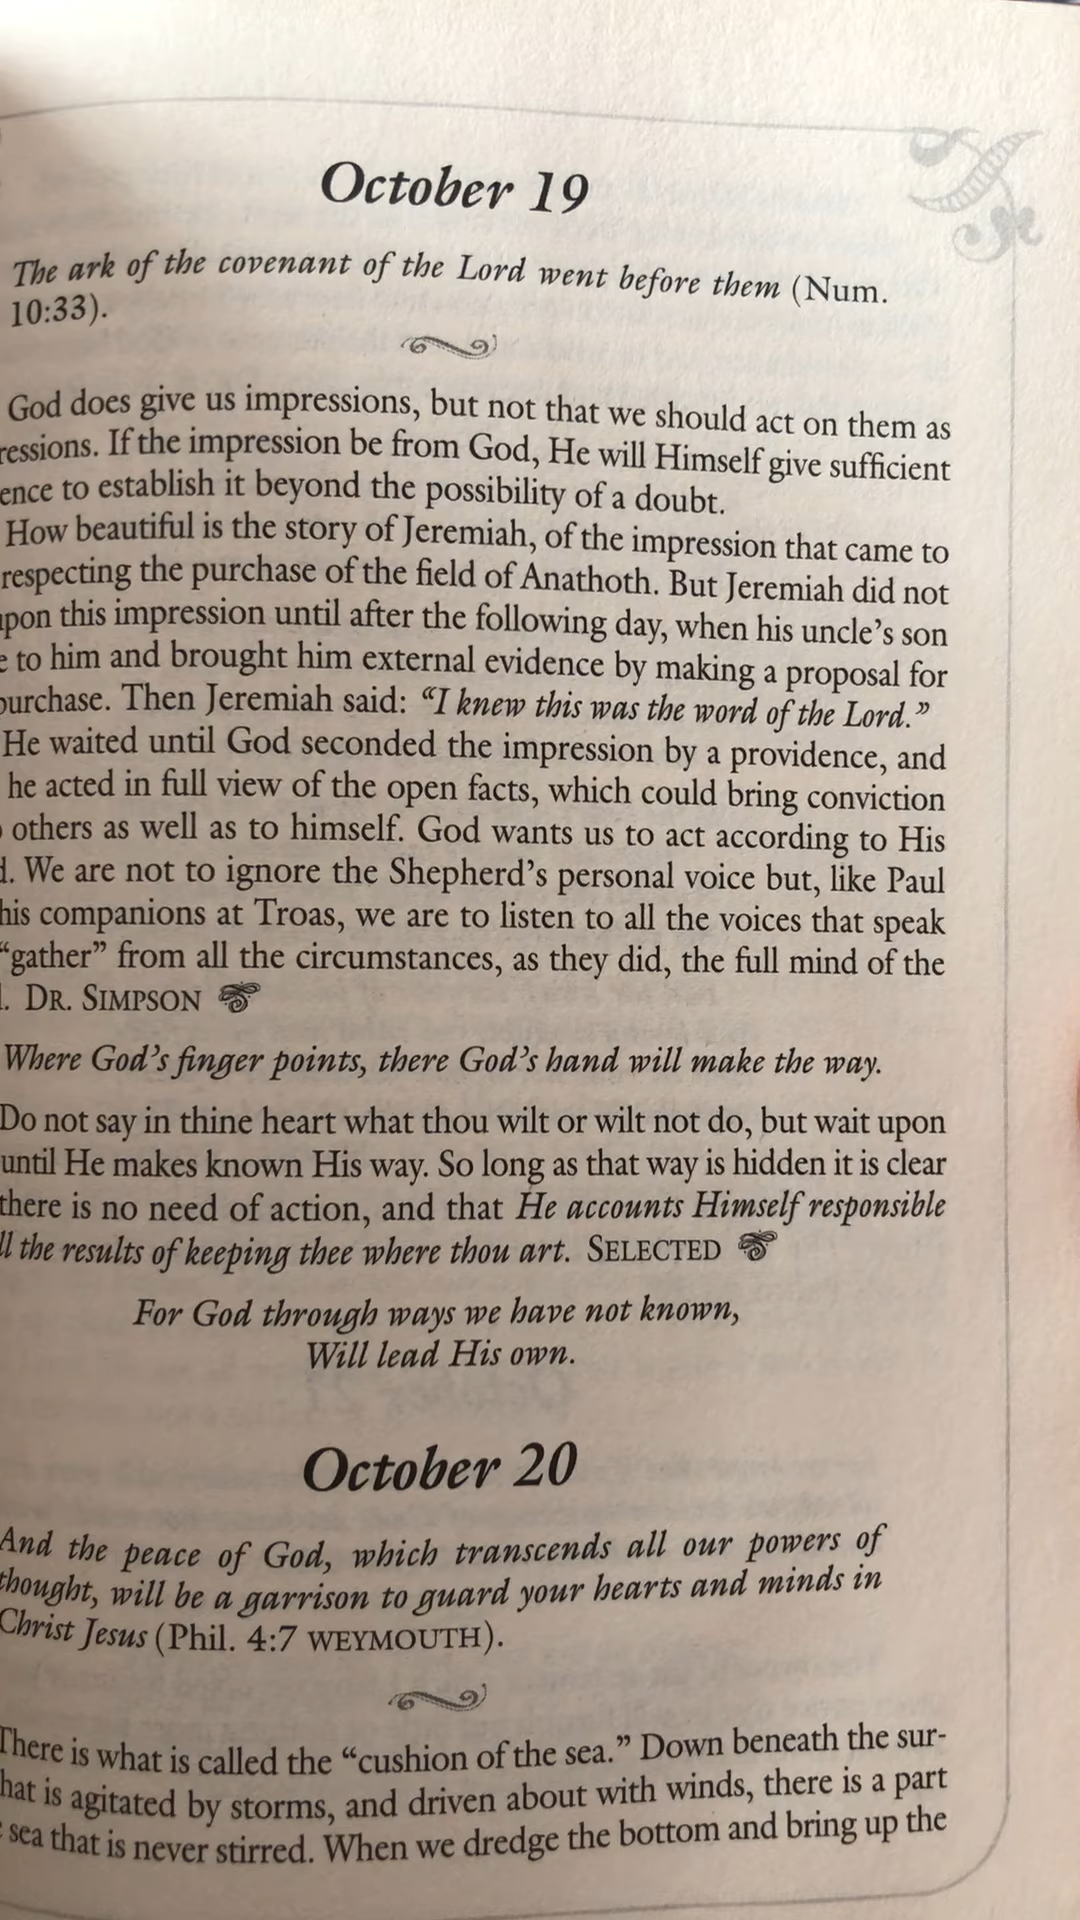 October 19
The ark of the covenant of the Lord went before them (Num.
10:33).
God does give us impressions, but not that we should act on them as
ressions. If the impression be from God, He will Himself give sufficient
ence to establish it beyond the possibility of a doubt.
How beautiful is the story of Jeremiah, of the impression that came to
respecting the purchase of the field of Anathoth. But Jeremiah did not
upon this impression until after the following day, when his uncle’s son
e to him and brought him external evidence by making a proposal for
purchase. Then Jeremiah said: “I knew this was the word of the Lord.”
He waited until God seconded the impression by a providence, and
he acted in full view of the open facts, which could bring conviction
others as well as to himself. God wants us to act according to His
d. We are not to ignore the Shepherd’s personal voice but, like Paul
his companions at Troas, we are to listen to all the voices that speak
“gather” from all the circumstances, as they did, the full mind of the
. DR. SIMPSON
Where God’s finger points, there God’s hand will make the way.
Do not say in thine heart what thou wilt or wilt not do, but wait upon
until He makes known His way. So long as that way is hidden it is clear
there is no need of action, and that He accounts Himself responsible
ll the results of keeping thee where thou art. SELECTED
For God through ways we have not known,
Will lead His own.
October 20
And the peace of God, which transcends all our powers of
thought, will be a garrison to guard your hearts and minds in
Christ Jesus (Phil. 4:7 WEYMOUTH).
There is what is called the “cushion of the sea.” Down beneath the sur-
hat is agitated by storms, and driven about with winds, there is a part
sea that is never stirred. When we dredge the bottom and bring up the